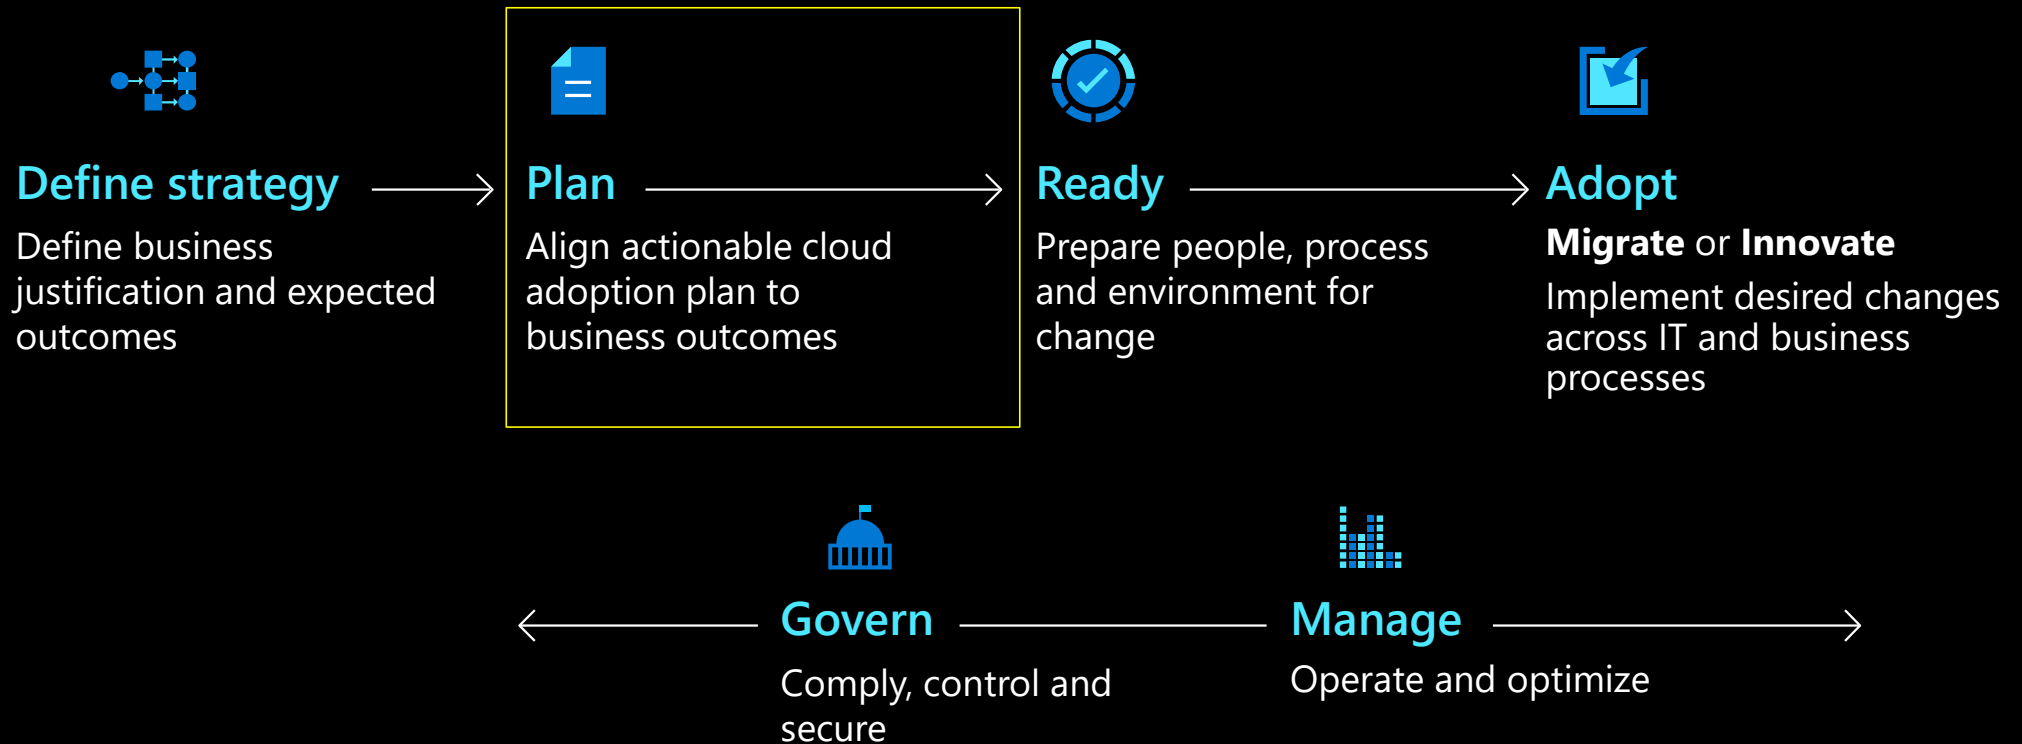 Define strategy
Define business
justification and expected
outcomes
Plan
Align actionable cloud
adoption plan to
business outcomes
Ready
Prepare people, process
and environment for
change
Adopt
Migrate or Innovate
Implement desired changes
across IT and business
processes
Govern
Comply, control and
secure
Manage
Operate and optimize